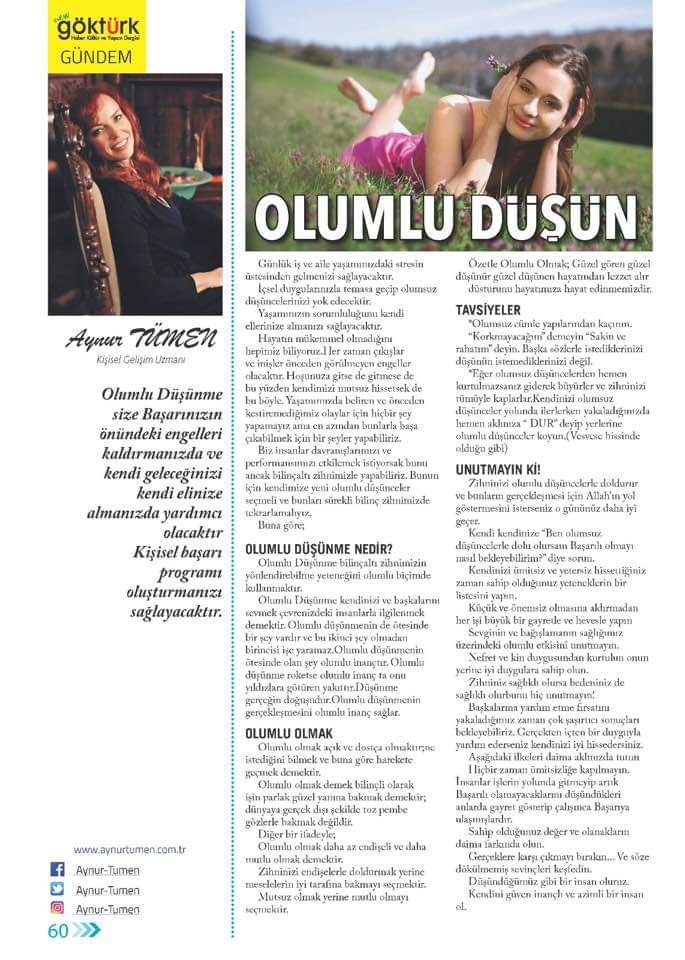 göktürk
Haber Kültür ve Yaşam Dergisi
GÜNDEM
Aynur TÜMEN
Kişisel Gelişim Uzmanı
Olumlu Düşünme
size Başarınızın
önündeki engelleri
kaldırmanızda ve
kendi geleceğinizi
kendi elinize
almanızda yardımcı
olacaktır
Kişisel başarı
programı
oluşturmanızı
sağlayacaktır.
www.aynurtumen.com.tr
Aynur-Tumen
Aynur-Tumen
Aynur-Tumen
60
OLUMLU DÜŞÜN
Günlük iş ve aile yaşamınızdaki stresin
üstesinden gelmenizi sağlayacaktır.
İçsel duygularınızla temasa geçip olumsuz
düşüncelerinizi yok edecektir.
Yaşamınızın sorumluluğunu kendi
ellerinize almanızı sağlayacaktır.
Hayatın mükemmel olmadığını
hepimiz biliyoruz.Her zaman çıkışlar
ve inişler önceden görülmeyen engeller
olacaktır. Hoşunuza gitse de gitmese de
bu yüzden kendimizi mutsuz hissetsek de
bu böyle. Yaşamımızda beliren ve önceden
kestiremediğimiz olaylar için hiçbir şey
yapamayız ama en azından bunlarla başa
çıkabilmek için bir şeyler yapabiliriz.
Biz insanlar davranışlarımızı ve
performansımızı etkilemek istiyorsak bunu
ancak bilinçaltı zihnimizle yapabiliriz. Bunun
için kendimize yeni olumlu düşünceler
seçmeli ve bunları sürekli bilinç zihnimizde
tekrarlamalıyız.
Buna göre;
OLUMLU DÜŞÜNME NEDİR?
Olumlu Düşünme bilinçaltı zihnimizin
yönlendirebilme yeteneğini olumlu biçimde
kullanmaktır.
Olumlu Düşünme kendinizi ve başkalarını
sevmek çevrenizdeki insanlarla ilgilenmek
demektir. Olumlu düşünmenin de ötesinde
bir şey vardır ve bu ikinci şey olmadan
birincisi işe yaramaz.Olumlu düşünmenin
ötesinde olan şey olumlu inançtır. Olumlu
düşünme roketse olumlu inanç ta onu
yıldızlara götüren yakıttır.Düşünme
gerçeğin doğuşudur.Olumlu düşünmenin
gerçekleşmesini olumlu inanç sağlar.
OLUMLU OLMAK
Olumlu olmak açık ve dostça olmaktır;ne
istediğini bilmek ve buna göre harekete
geçmek demektir.
Olumlu olmak demek bilinçli olarak
işin parlak güzel yanına bakmak demektir;
dünyaya gerçek dışı şekilde toz pembe
gözlerle bakmak değildir.
Diğer bir ifadeyle;
Olumlu olmak daha az endişeli ve daha
mutlu olmak demektir.
Zihninizi endişelerle doldurmak yerine
meselelerin iyi tarafına bakmayı seçmektir.
Mutsuz olmak yerine mutlu olmayı
seçmektir.
Özetle Olumlu Olmak; Güzel gören güzel
düşünür güzel düşünen hayatından lezzet alır
düsturunu hayatımıza hayat edinmemizdir.
TAVSİYELER
*Olumsuz cümle yapılarından kaçının.
“Korkmayacağım” demeyin “Sakin ve
rahatım” deyin. Başka sözlerle istediklerinizi
düşünün istemediklerinizi değil.
*Eğer olumsuz düşüncelerden hemen
kurtulmazsanız giderek büyürler ve zihninizi
tümüyle kaplarlar.Kendinizi olumsuz
düşünceler yolunda ilerlerken yakaladığınızda
hemen aklınıza “ DUR” deyip yerlerine
olumlu düşünceler koyun.(Vesvese hissinde
olduğu gibi)
UNUTMAYIN Kİ!
Zihninizi olumlu düşüncelerle doldurur
ve bunların gerçekleşmesi için Allah'ın yol
göstermesini isterseniz o gününüz daha iyi
geçer.
Kendi kendinize “Ben olumsuz
düşüncelerle dolu olursam Başarılı olmayı
nasıl bekleyebilirim?” diye sorun.
Kendinizi ümitsiz ve yetersiz hissettiğiniz
zaman sahip olduğunuz yeteneklerin bir
listesini yapın.
Küçük ve önemsiz olmasına aldırmadan
her işi büyük bir gayretle ve hevesle yapın
Sevginin ve bağışlamanın sağlığınız
üzerindeki olumlu etkisini unutmayın.
Nefret ve kin duygusundan kurtulun onun
yerine iyi duygulara sahip olun.
Zihniniz sağlıklı olursa bedeniniz de
sağlıklı olurbunu hiç unutmayın!
Başkalarına yardım etme fırsatını
yakaladığınız zaman çok şaşırtıcı sonuçları
bekleyebiliriz. Gerçekten içten bir duyguyla
yardım ederseniz kendinizi iyi hissedersiniz.
Aşağıdaki ilkeleri daima aklınızda tutun
Hiçbir zaman ümitsizliğe kapılmayın.
İnsanlar işlerin yolunda gitmeyip artık
Başarılı olamayacaklarını düşündükleri
anlarda gayret gösterip çalışınca Başarıya
ulaşmışlardır.
Sahip olduğunuz değer ve olanakların
daima farkında olun.
Gerçeklere karşı çıkmayı bırakın... Ve söze
dökülmemiş sevinçleri keşfedin.
Düşündüğümüz gibi bir insan oluruz.
Kendini güven inançlı ve azimli bir insan
ol.